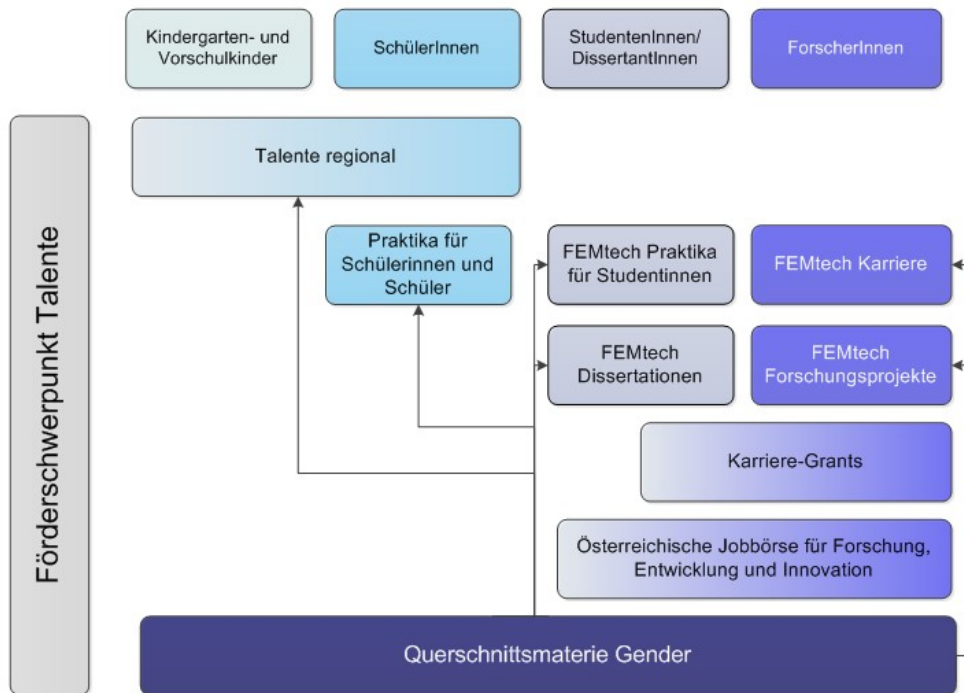 Kindergarten- und
Vorschulkinder
SchülerInnen
StudentenInnen/
DissertantInnen
ForscherInnen
Förderschwerpunkt Talente
Talente regional
Praktika für
Schülerinnen und
Schüler
FEMtech Praktika
für Studentinnen
FEMtech Karriere
FEMtech
Dissertationen
FEMtech
Forschungsprojekte
Karriere-Grants
Österreichische Jobbörse für Forschung,
Entwicklung und Innovation
Querschnittsmaterie Gender